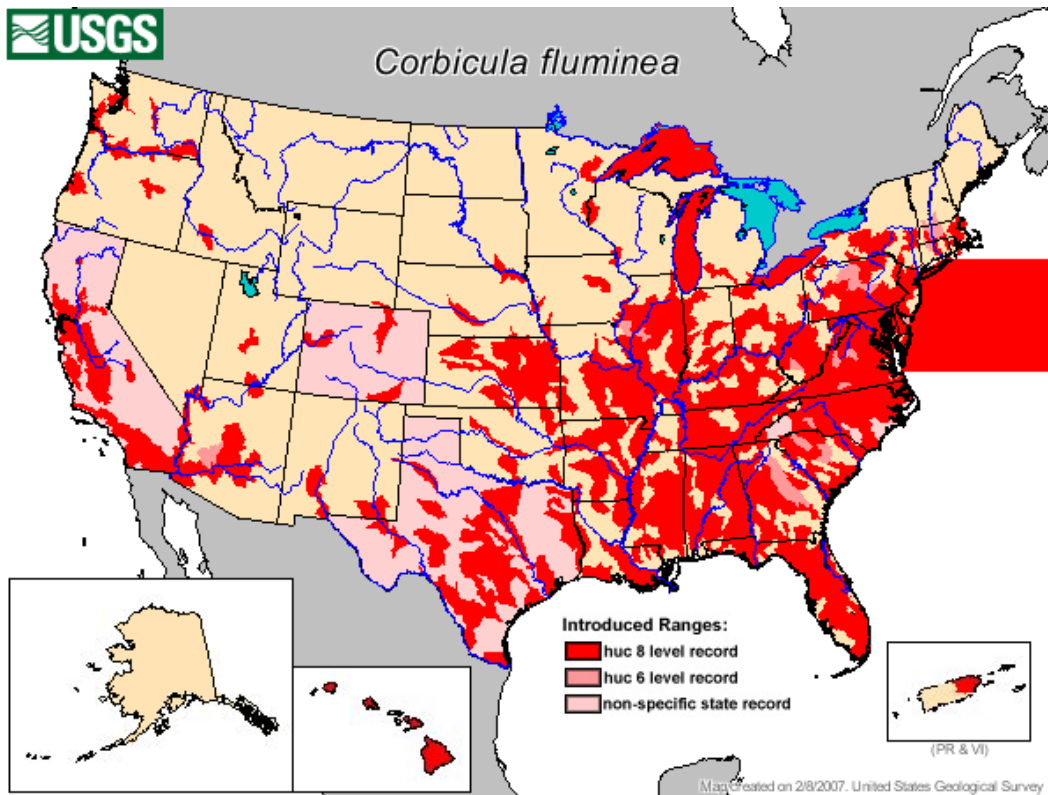 USGS
Corbicula fluminea
Introduced Ranges:
huc 8 level record
huc 6 level record
non-specific state record
(PR & VI)
Map created on 2/8/2007. United States Geological Survey